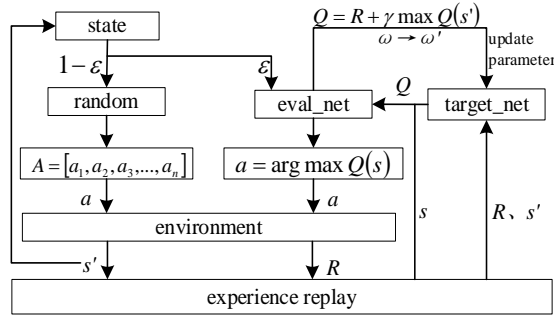 state
Q = R + γ max Q(s')
ω → ω'
update
parameter
1-ε
ε
random
eval_net
Q
target_net
A = [a₁, a₂, a₃, ..., aₙ]
a = arg max Q(s)
a
a
s
R、s'
environment
s'
R
experience replay